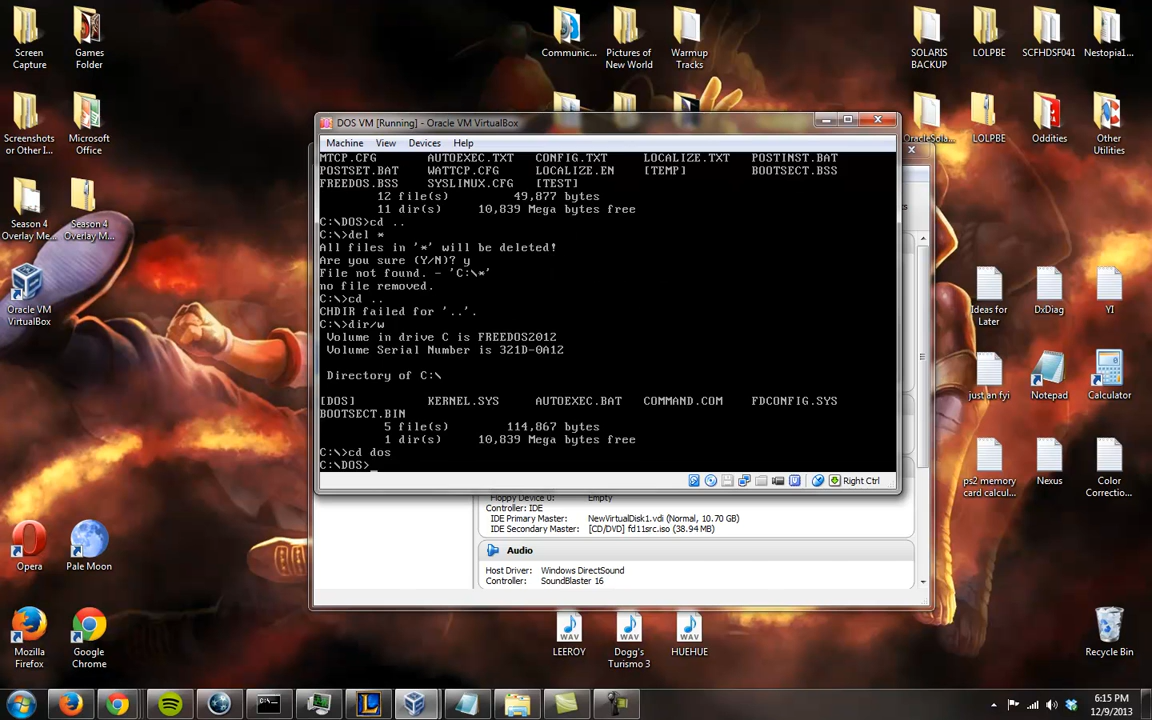 Screen
Capture
Games
Folder
Communic...
Pictures of
New World
Warmup
Tracks
SOLARIS
BACKUP
LOLPBE
SCFHDSF041
Nestopia1...
Screenshots
or Other I...
Microsoft
Office
OracleSola...
LOLPBE
Oddities
Other
Utilities
Season 4
Overlay Me...
Season 4
Overlay M...
Oracle VM
VirtualBox
DOS VM [Running] - Oracle VM VirtualBox
Machine View Devices Help
MTCP.CFG AUTOEXEC.TXT CONFIG.TXT LOCALIZE.TXT POSTINST.BAT
POSTSET.BAT WATTCP.CFG LOCALIZE.EN [TEMP] BOOTSECT.BSS
FREEDOS.BSS SYSLINUX.CFG [TEST]
12 file(s) 49,877 bytes
11 dir(s) 10,839 Mega bytes free
C:\DOS>cd ..
C:\>del *
All files in '*' will be deleted!
Are you sure (Y/N)? y
File not found. - 'C:\*'
no file removed.
C:\>cd ..
CHDIR failed for '..'.
C:\>dir/w
Volume in drive C is FREEDOS2012
Volume Serial Number is 321D-0A12
Directory of C:\
[DOS] KERNEL.SYS AUTOEXEC.BAT COMMAND.COM FDCONFIG.SYS
BOOTSECT.BIN
5 file(s) 114,867 bytes
1 dir(s) 10,839 Mega bytes free
C:\>cd dos
C:\DOS>_
Right Ctrl
Floppy Device 0: Empty
Controller: IDE
IDE Primary Master: NewVirtualDisk1.vdi (Normal, 10.70 GB)
IDE Secondary Master: [CD/DVD] fd11src.iso (38.94 MB)
Audio
Host Driver: Windows DirectSound
Controller: SoundBlaster 16
Ideas for
Later
DxDiag
YI
just an fyi
Notepad
Calculator
ps2 memory
card calcul...
Nexus
Color
Correctio...
Opera
Pale Moon
Mozilla
Firefox
Google
Chrome
LEEROY
Dogg's
Turismo 3
HUEHUE
WAV
WAV
WAV
Recycle Bin
C:\_
6:15 PM
12/9/2013